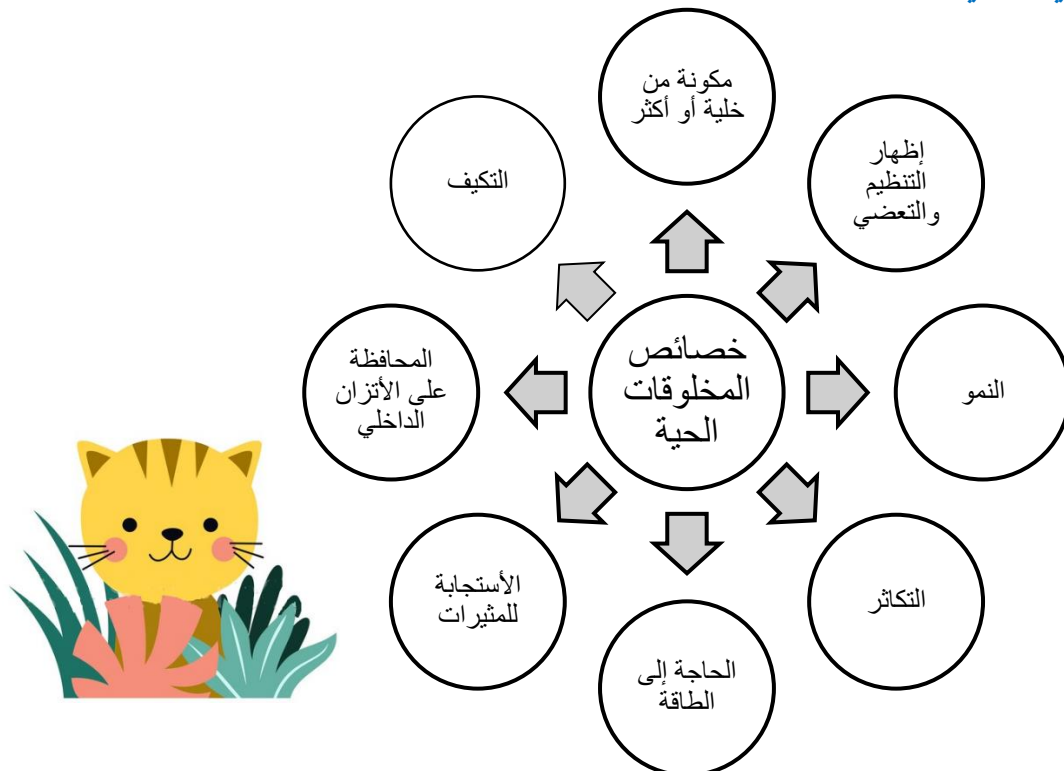 مكونة من
خلية أو أكثر
إظهار
التنظيم
والتعضي
النمو
التكاثر
الحاجة إلى
الطاقة
الأستجابة
للمثيرات
المحافظة
على الأتزان
الداخلي
التكيف
خصائص
المخلوقات
الحية